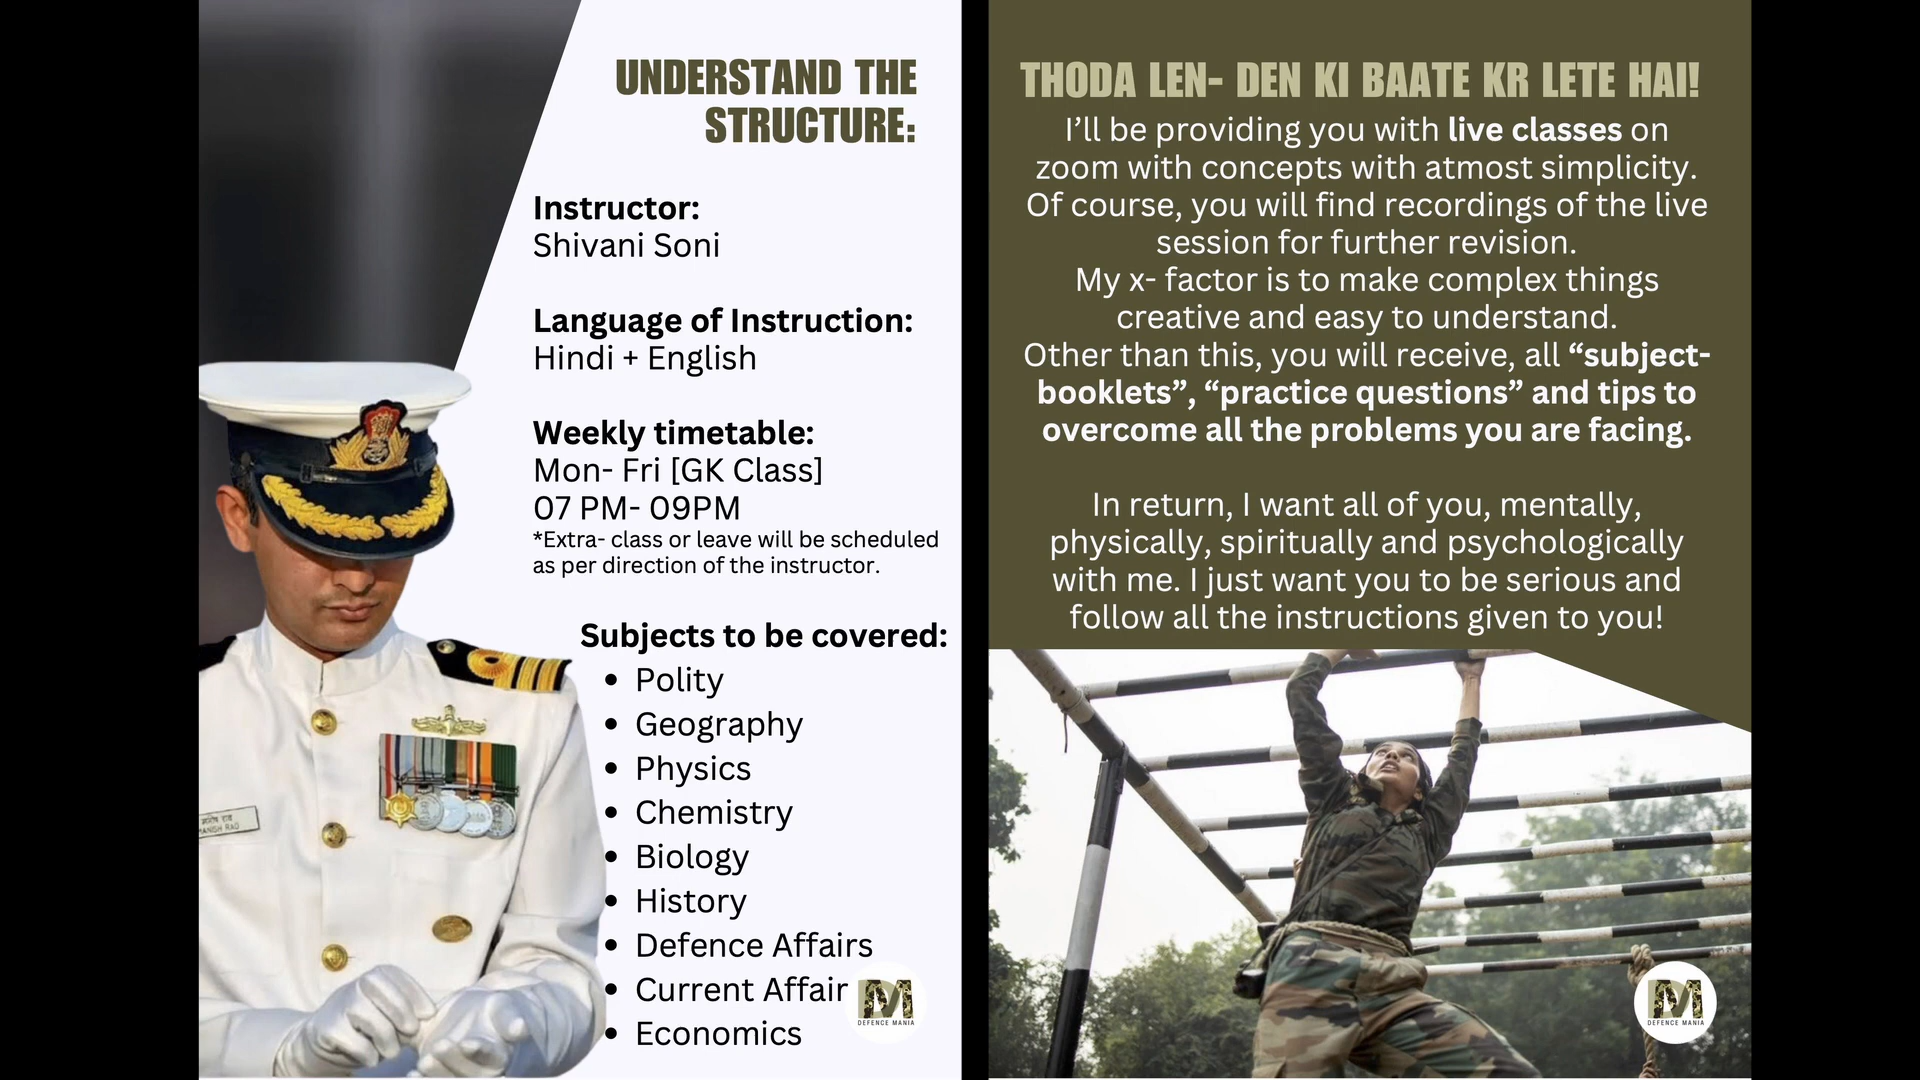 UNDERSTAND THE
STRUCTURE:
Instructor:
Shivani Soni
Language of Instruction:
Hindi + English
Weekly timetable:
Mon- Fri [GK Class]
07 PM- 09PM
*Extra- class or leave will be scheduled
as per direction of the instructor.
Subjects to be covered:
• Polity
• Geography
• Physics
• Chemistry
• Biology
• History
• Defence Affairs
• Current Affair
• Economics
MANISH RAO
DM
DEFENCE MANIA
THODA LEN- DEN KI BAATE KR LETE HAI!
I’ll be providing you with live classes on
zoom with concepts with atmost simplicity.
Of course, you will find recordings of the live
session for further revision.
My x- factor is to make complex things
creative and easy to understand.
Other than this, you will receive, all “subject-
booklets”, “practice questions” and tips to
overcome all the problems you are facing.
In return, I want all of you, mentally,
physically, spiritually and psychologically
with me. I just want you to be serious and
follow all the instructions given to you!
DM
DEFENCE MANIA